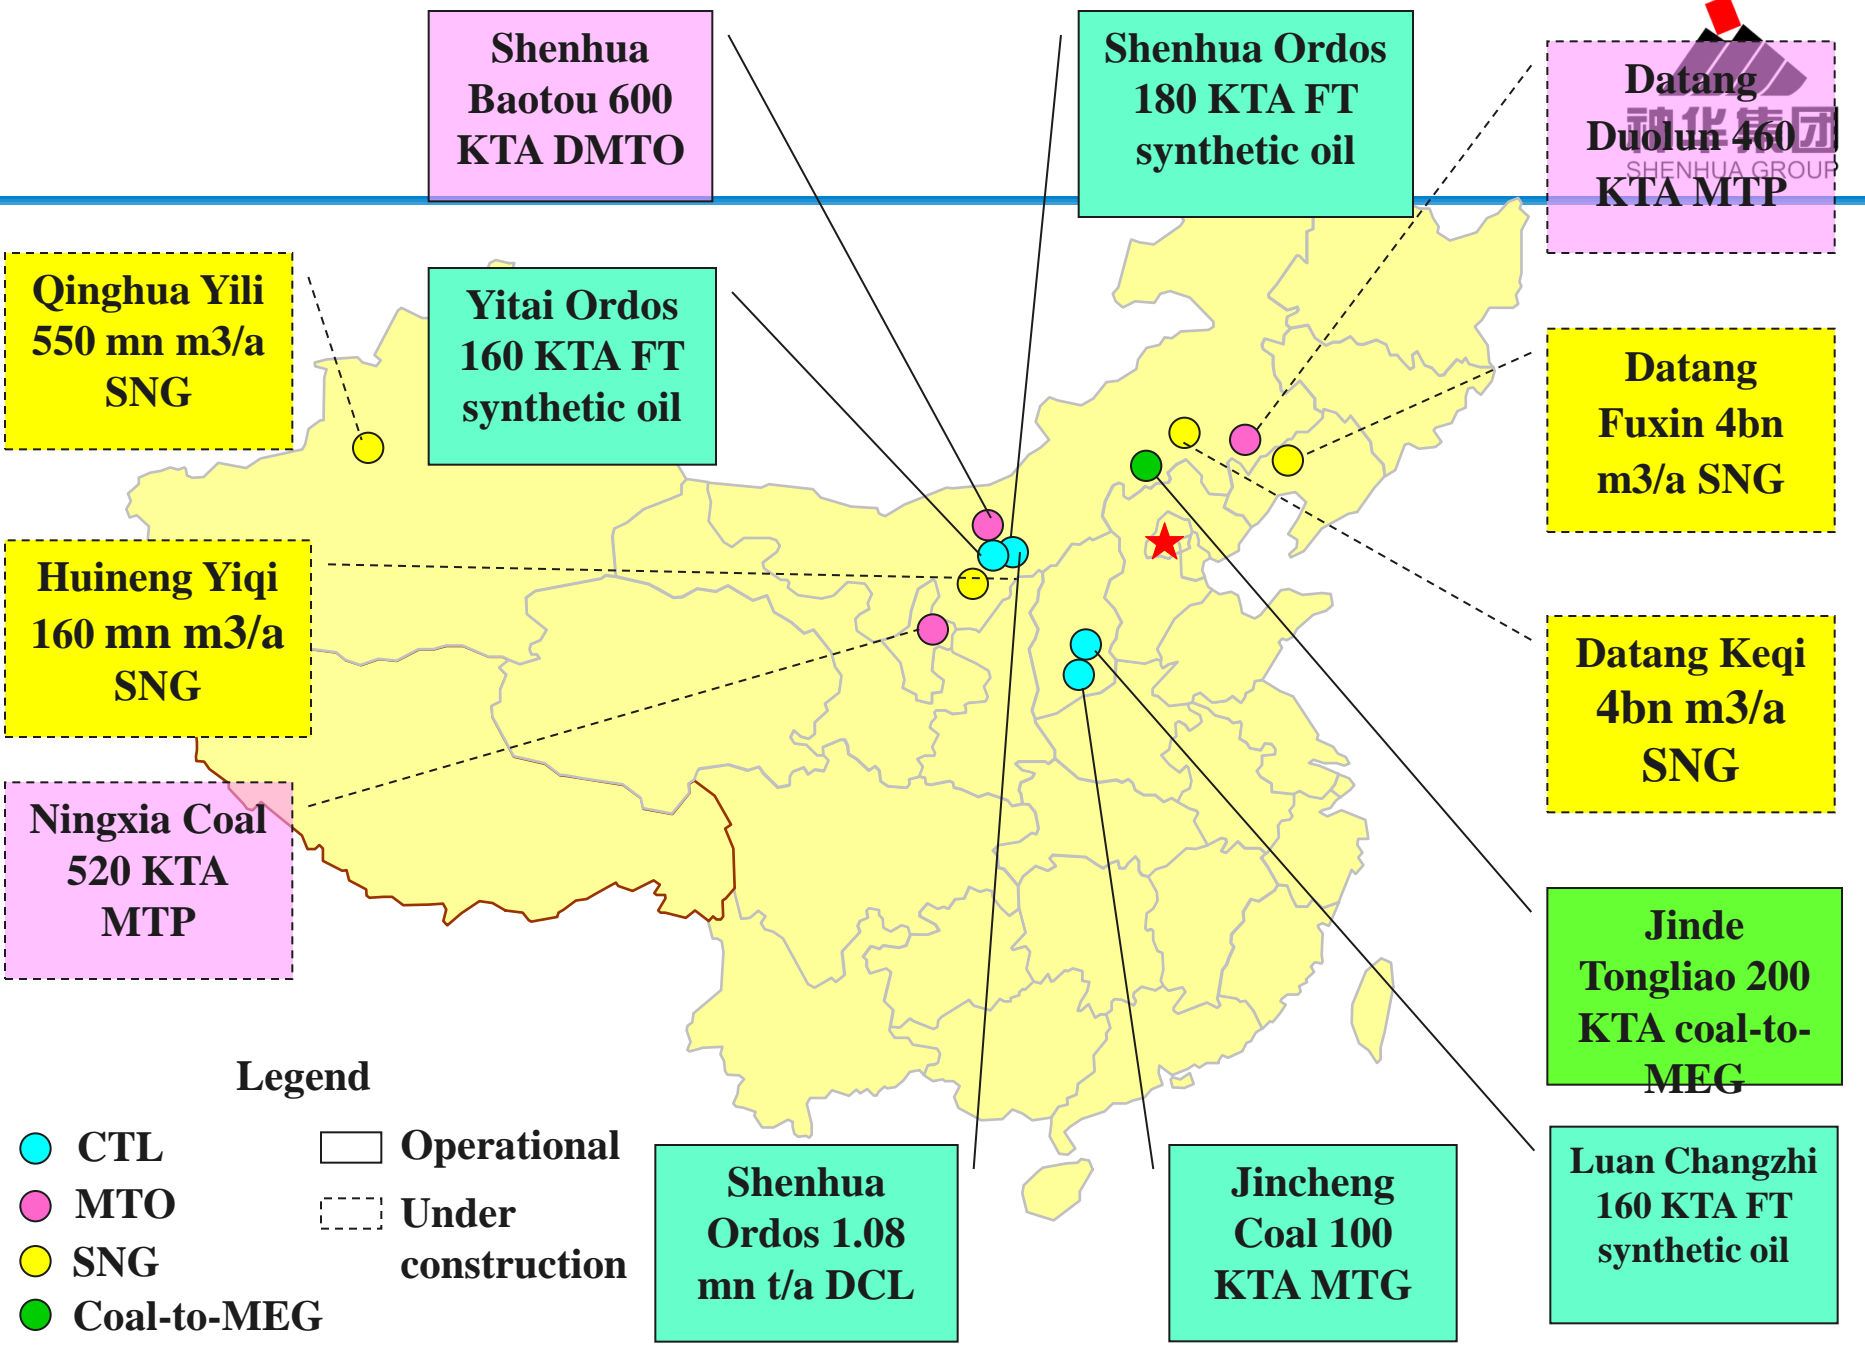 Shenhua
Baotou 600
KTA DMTO
Shenhua Ordos
180 KTA FT
synthetic oil
神华集团
SHENHUA GROUP
Datang
Duolun 460
KTA MTP
Qinghua Yili
550 mn m3/a
SNG
Yitai Ordos
160 KTA FT
synthetic oil
Datang
Fuxin 4bn
m3/a SNG
Huineng Yiqi
160 mn m3/a
SNG
Datang Keqi
4bn m3/a
SNG
Ningxia Coal
520 KTA
MTP
Jinde
Tongliao 200
KTA coal-to-
MEG
Legend
CTL
MTO
SNG
Coal-to-MEG
Operational
Under
construction
Shenhua
Ordos 1.08
mn t/a DCL
Jincheng
Coal 100
KTA MTG
Luan Changzhi
160 KTA FT
synthetic oil